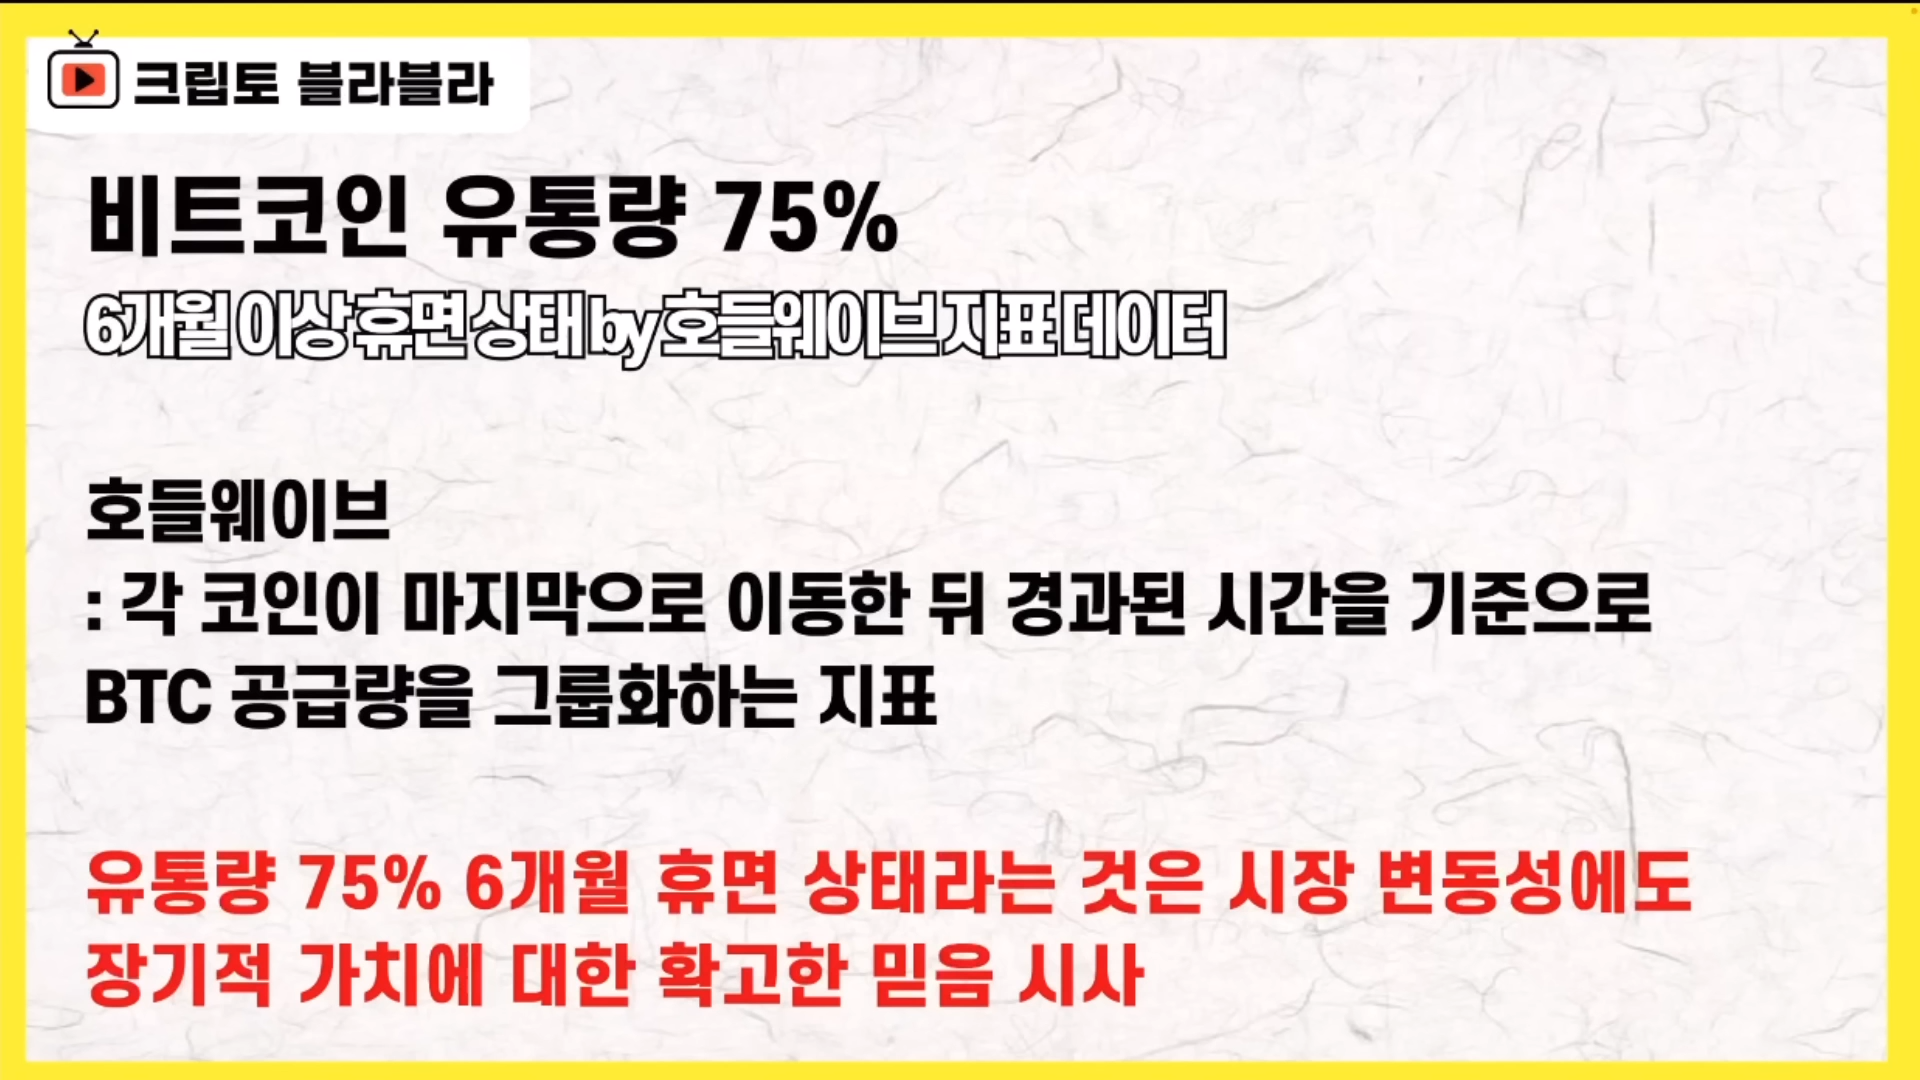 크립토 블라블라
비트코인 유통량 75%
6개월 이상 휴면 상태 by 호들웨이브 지표 데이터
호들웨이브
: 각 코인이 마지막으로 이동한 뒤 경과된 시간을 기준으로
BTC 공급량을 그룹화하는 지표
유통량 75% 6개월 휴면 상태라는 것은 시장 변동성에도
장기적 가치에 대한 확고한 믿음 시사